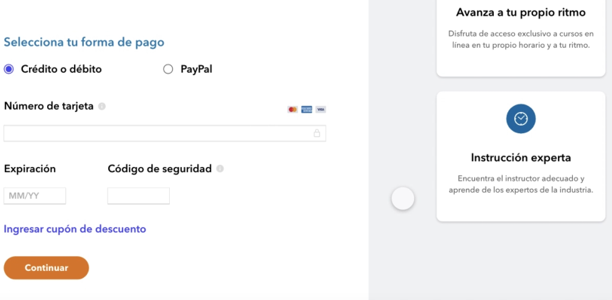 Selecciona tu forma de pago
Crédito o débito
PayPal
Número de tarjeta
Expiración
Código de seguridad
MM/YY
Ingresar cupón de descuento
Continuar
Avanza a tu propio ritmo
Disfruta de acceso exclusivo a cursos en
línea en tu propio horario y a tu ritmo.
Instrucción experta
Encuentra el instructor adecuado y
aprende de los expertos de la industria.